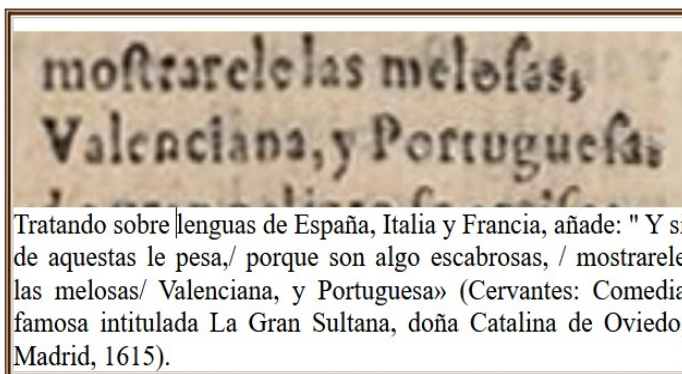 mostrarele las melosas,
Valenciana, y Portuguesa;
Tratando sobre lenguas de España, Italia y Francia, añade: " Y si
de aquestas le pesa,/ porque son algo escabrosas, / mostrarele
las melosas/ Valenciana, y Portuguesa» (Cervantes: Comedia
famosa intitulada La Gran Sultana, doña Catalina de Oviedo
Madrid, 1615).